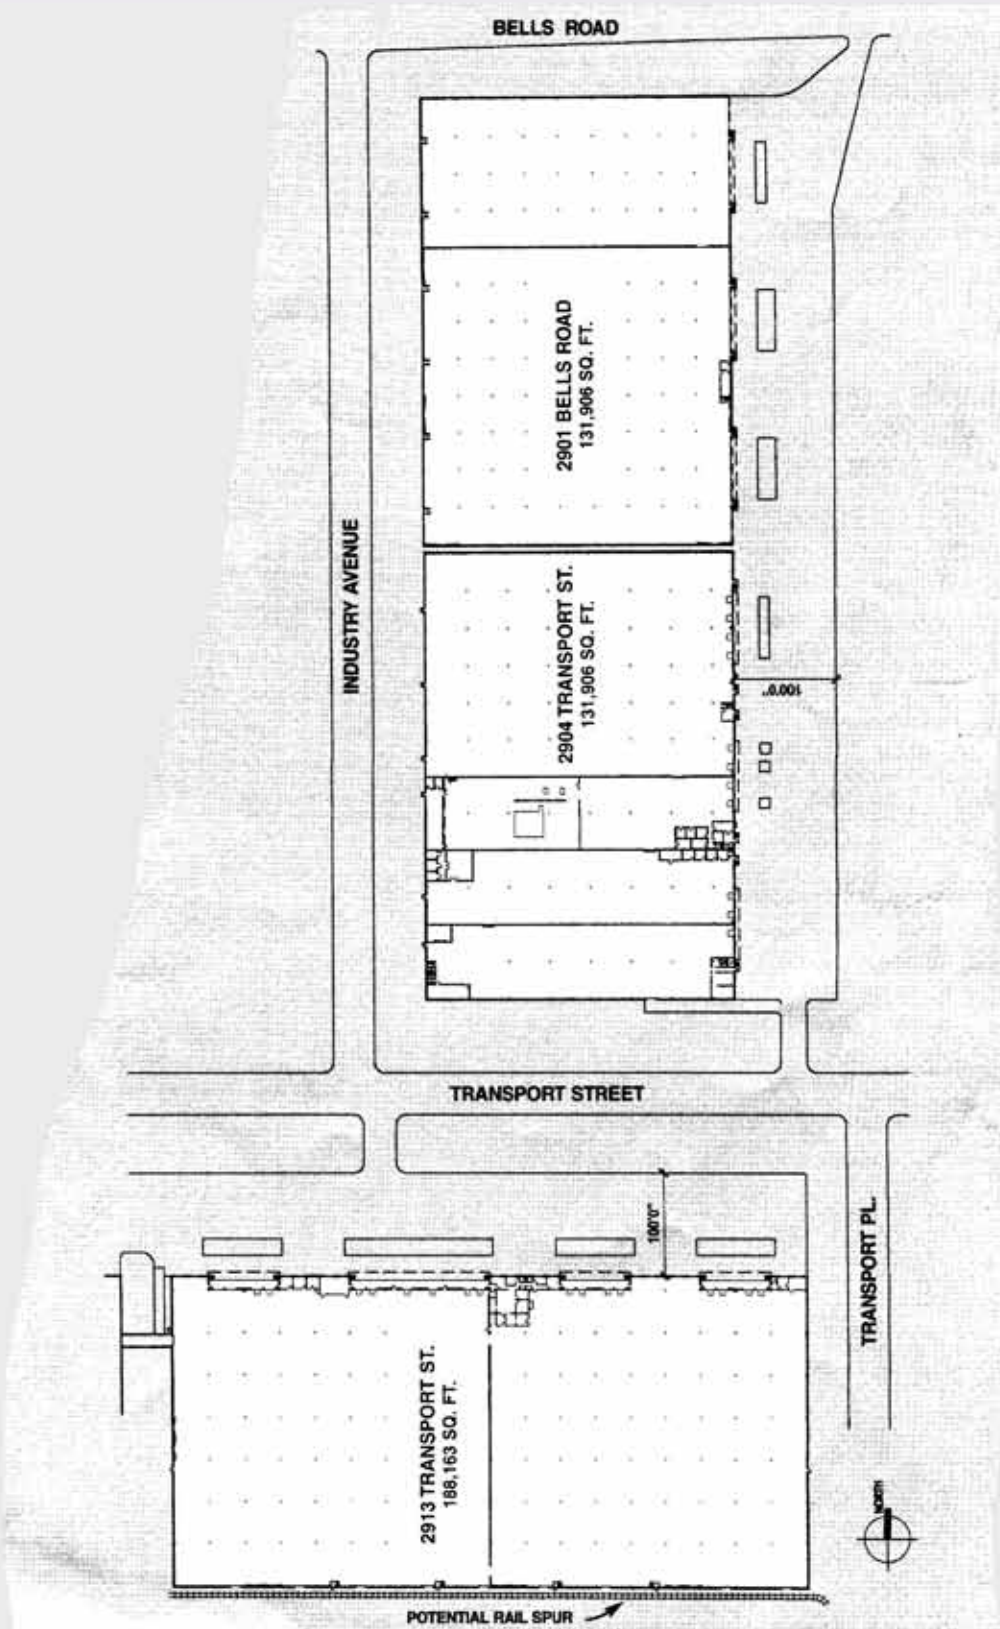 BELLS ROAD
2901 BELLS ROAD
131,906 SQ. FT.
INDUSTRY AVENUE
2904 TRANSPORT ST.
131,906 SQ. FT.
100'0"
TRANSPORT STREET
100'0"
TRANSPORT PL.
2913 TRANSPORT ST.
188,163 SQ. FT.
NORTH
POTENTIAL RAIL SPUR